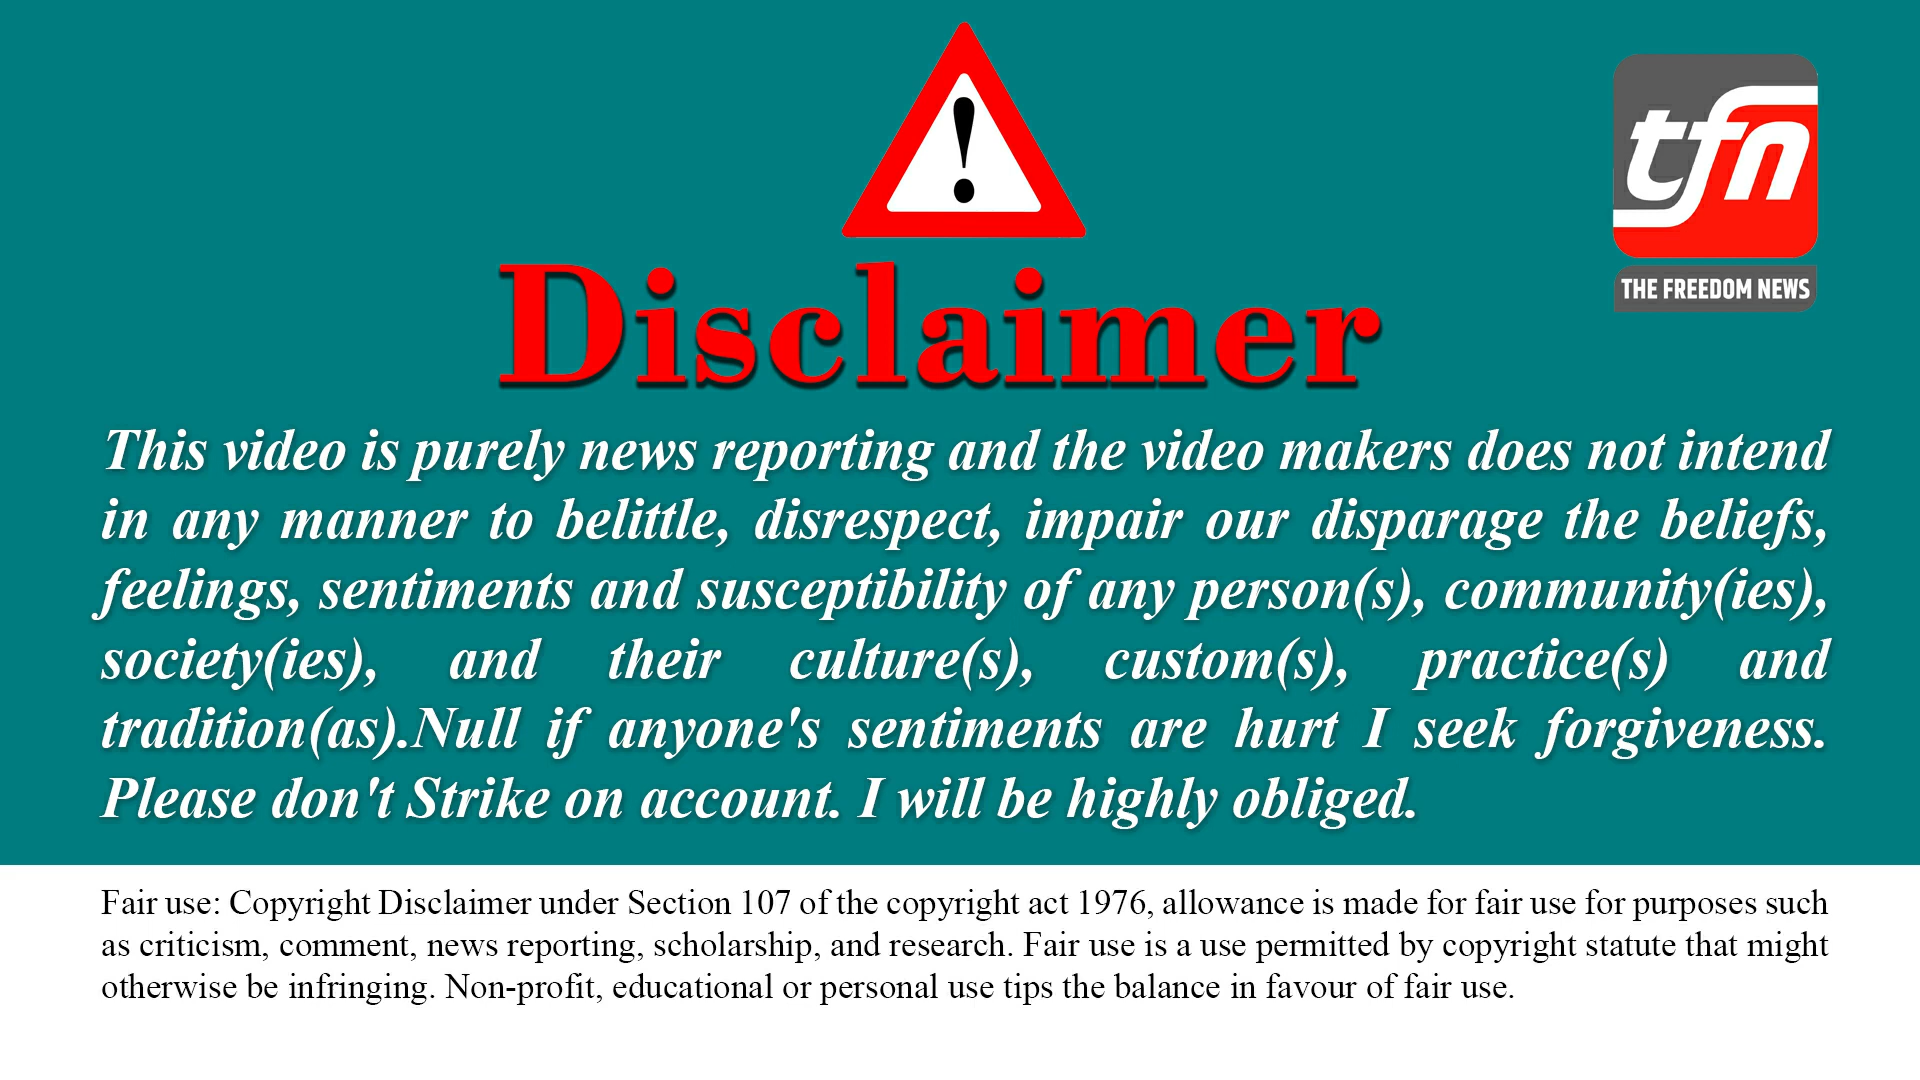 !
tfn
THE FREEDOM NEWS
Disclaimer
This video is purely news reporting and the video makers does not intend
in any manner to belittle, disrespect, impair our disparage the beliefs,
feelings, sentiments and susceptibility of any person(s), community(ies),
society(ies), and their culture(s), custom(s), practice(s) and
tradition(as).Null if anyone's sentiments are hurt I seek forgiveness.
Please don't Strike on account. I will be highly obliged.
Fair use: Copyright Disclaimer under Section 107 of the copyright act 1976, allowance is made for fair use for purposes such
as criticism, comment, news reporting, scholarship, and research. Fair use is a use permitted by copyright statute that might
otherwise be infringing. Non-profit, educational or personal use tips the balance in favour of fair use.